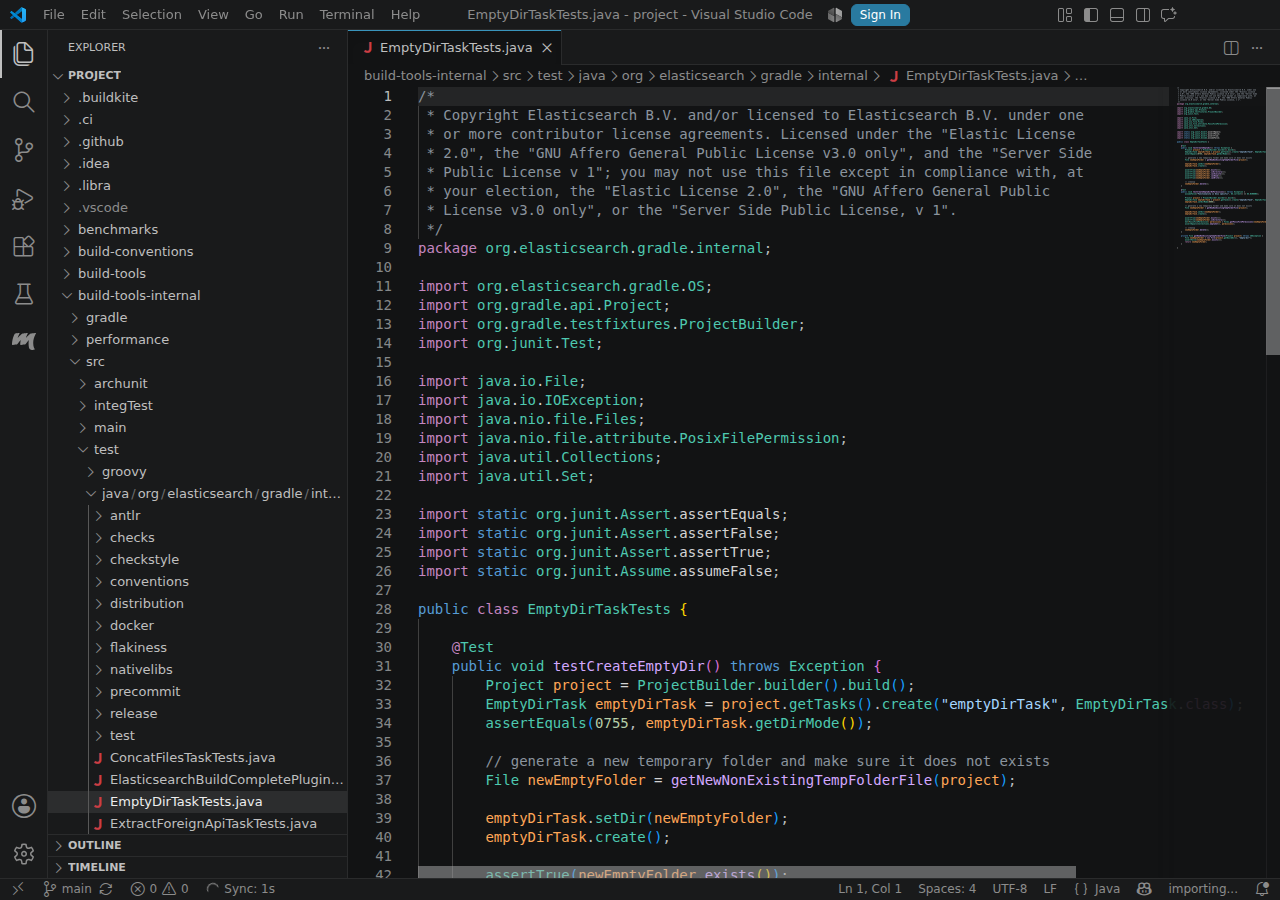 File Edit Selection View Go Run Terminal Help EmptyDirTaskTests.java - project - Visual Studio Code Sign In
EXPLORER
PROJECT
.buildkite
.ci
.github
.idea
.libra
.vscode
benchmarks
build-conventions
build-tools
build-tools-internal
gradle
performance
src
archunit
integTest
main
test
groovy
java/org/elasticsearch/gradle/int...
antlr
checks
checkstyle
conventions
distribution
docker
flakiness
nativelibs
precommit
release
test
ConcatFilesTaskTests.java
ElasticsearchBuildCompletePlugin...
EmptyDirTaskTests.java
ExtractForeignApiTaskTests.java
OUTLINE
TIMELINE
EmptyDirTaskTests.java
build-tools-internal > src > test > java > org > elasticsearch > gradle > internal > EmptyDirTaskTests.java > ...
1 /*
2 * Copyright Elasticsearch B.V. and/or licensed to Elasticsearch B.V. under one
3 * or more contributor license agreements. Licensed under the "Elastic License
4 * 2.0", the "GNU Affero General Public License v3.0 only", and the "Server Side
5 * Public License v 1"; you may not use this file except in compliance with, at
6 * your election, the "Elastic License 2.0", the "GNU Affero General Public
7 * License v3.0 only", or the "Server Side Public License, v 1".
8 */
9 package org.elasticsearch.gradle.internal;
10
11 import org.elasticsearch.gradle.OS;
12 import org.gradle.api.Project;
13 import org.gradle.testfixtures.ProjectBuilder;
14 import org.junit.Test;
15
16 import java.io.File;
17 import java.io.IOException;
18 import java.nio.file.Files;
19 import java.nio.file.attribute.PosixFilePermission;
20 import java.util.Collections;
21 import java.util.Set;
22
23 import static org.junit.Assert.assertEquals;
24 import static org.junit.Assert.assertFalse;
25 import static org.junit.Assert.assertTrue;
26 import static org.junit.Assume.assumeFalse;
27
28 public class EmptyDirTaskTests {
29
30 @Test
31 public void testCreateEmptyDir() throws Exception {
32 Project project = ProjectBuilder.builder().build();
33 EmptyDirTask emptyDirTask = project.getTasks().create("emptyDirTask", EmptyDirTask.class);
34 assertEquals(0755, emptyDirTask.getDirMode());
35
36 // generate a new temporary folder and make sure it does not exists
37 File newEmptyFolder = getNewNonExistingTempFolderFile(project);
38
39 emptyDirTask.setDir(newEmptyFolder);
40 emptyDirTask.create();
41
42 assertTrue(newEmptyFolder.exists());
main 0 0 Sync: 1s Ln 1, Col 1 Spaces: 4 UTF-8 LF { } Java importing...